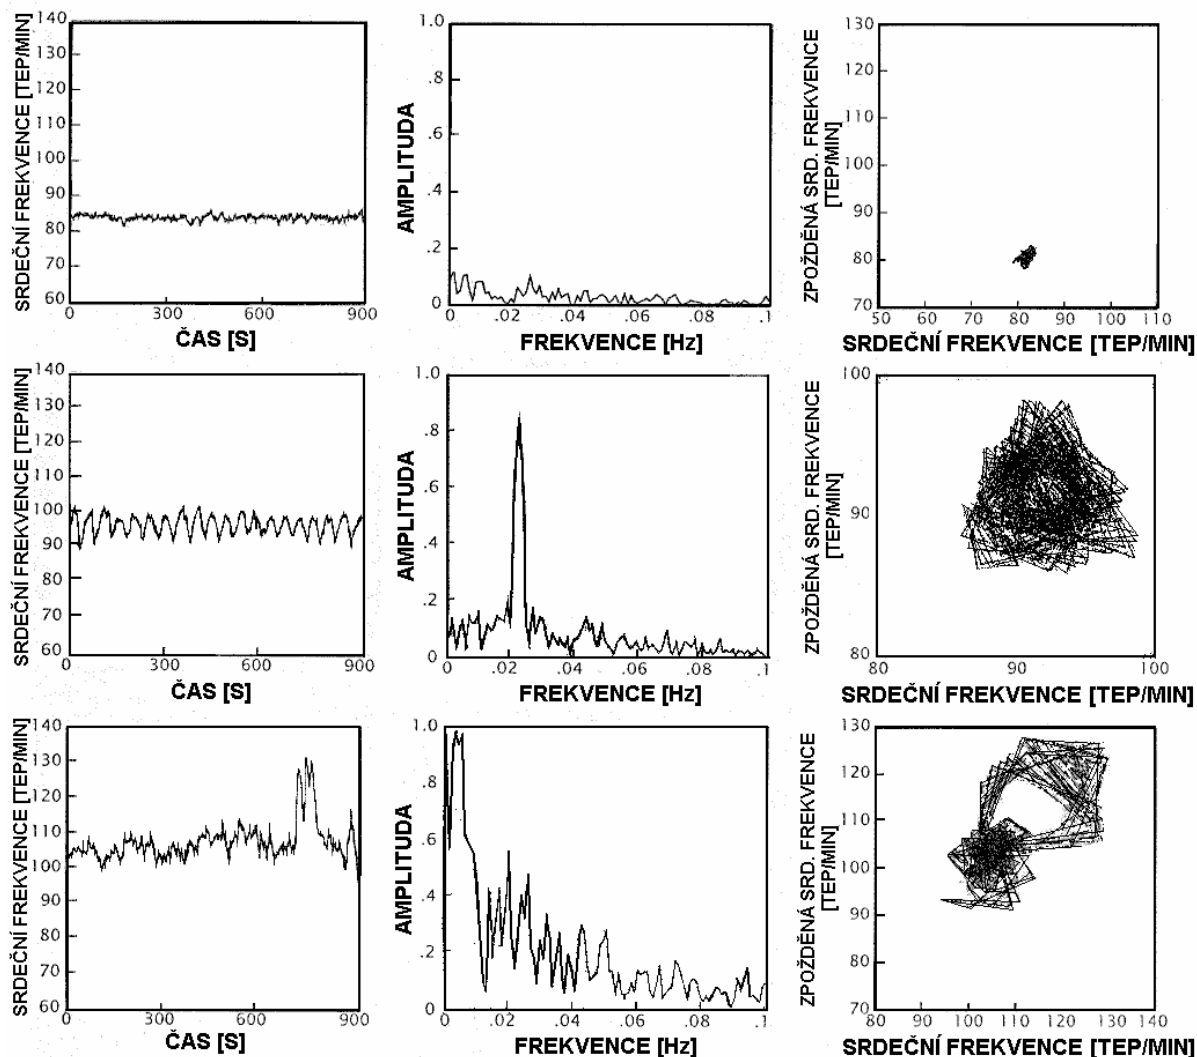 SRDEČNÍ FREKVENCE [TEP/MIN]
140
130
120
110
100
90
80
70
60
0 300 600 900
ČAS [S]
AMPLITUDA
1.0
.8
.6
.4
.2
0
0 .02 .04 .06 .08 .1
FREKVENCE [Hz]
ZPOŽDĚNÁ SRD. FREKVENCE
[TEP/MIN]
130
120
110
100
90
80
70
50 60 70 80 90 100 110
SRDEČNÍ FREKVENCE [TEP/MIN]
SRDEČNÍ FREKVENCE [TEP/MIN]
140
130
120
110
100
90
80
70
60
0 300 600 900
ČAS [S]
AMPLITUDA
1.0
.8
.6
.4
.2
0
0 .02 .04 .06 .08 .1
FREKVENCE [Hz]
ZPOŽDĚNÁ SRD. FREKVENCE
[TEP/MIN]
100
90
80
80 90 100
SRDEČNÍ FREKVENCE [TEP/MIN]
SRDEČNÍ FREKVENCE [TEP/MIN]
140
130
120
110
100
90
80
70
60
0 300 600 900
ČAS [S]
AMPLITUDA
1.0
.8
.6
.4
.2
0
0 .02 .04 .06 .08 .1
FREKVENCE [Hz]
ZPOŽDĚNÁ SRD. FREKVENCE
[TEP/MIN]
130
120
110
100
90
80
70
80 90 100 110 120 130 140
SRDEČNÍ FREKVENCE [TEP/MIN]